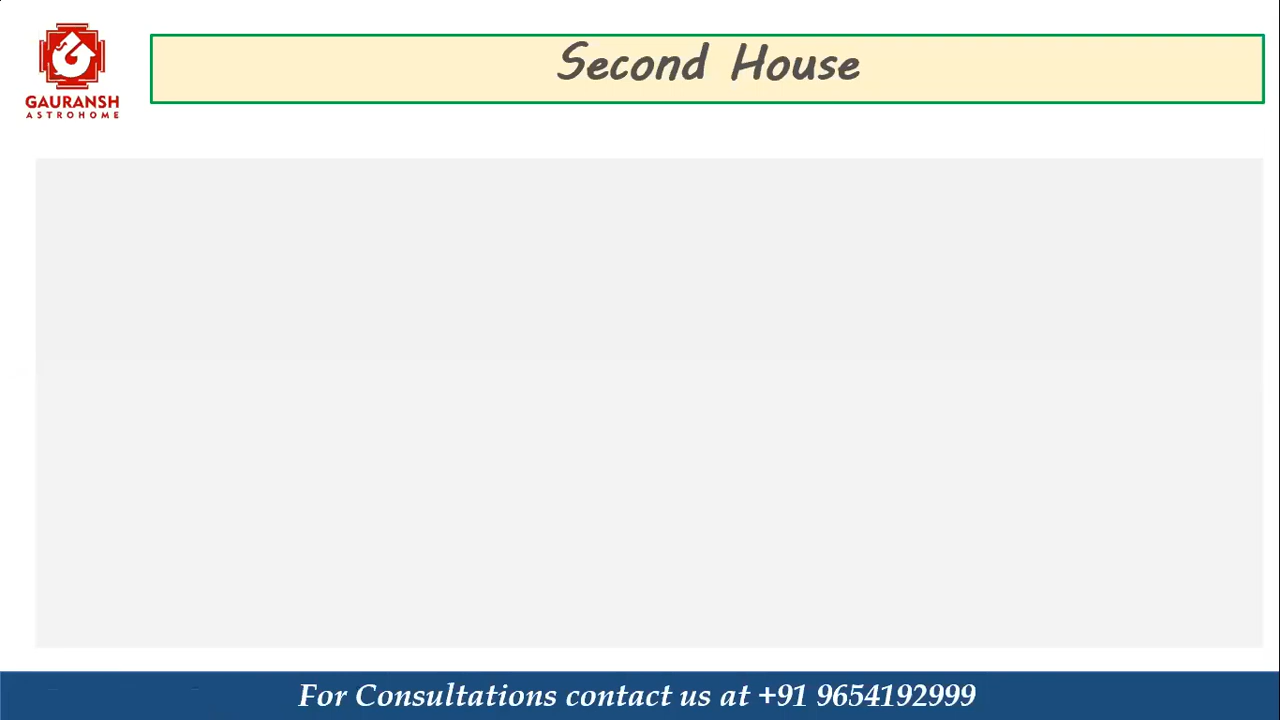 GAURANSH
ASTROHOME
Second House
For Consultations contact us at +91 9654192999